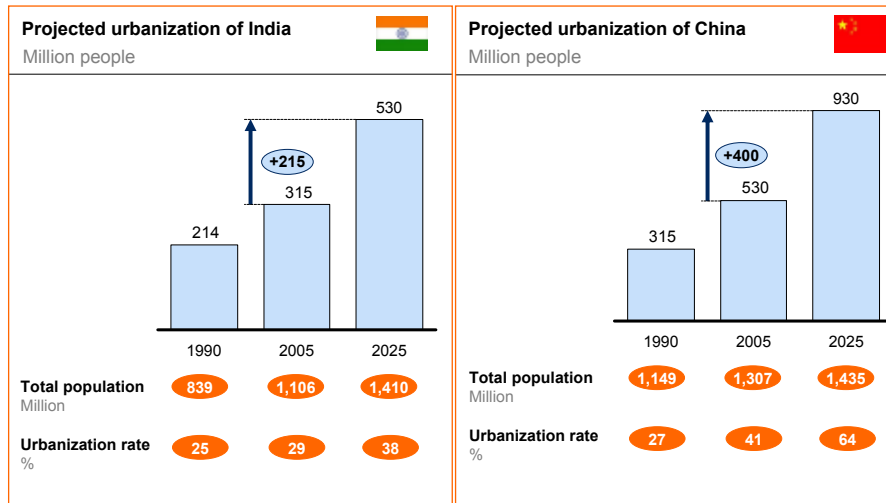 Projected urbanization of India
Million people
530
+215
315
214
1990 2005 2025
Total population 839 1,106 1,410
Million
Urbanization rate 25 29 38
%
Projected urbanization of China
Million people
930
+400
530
315
1990 2005 2025
Total population 1,149 1,307 1,435
Million
Urbanization rate 27 41 64
%